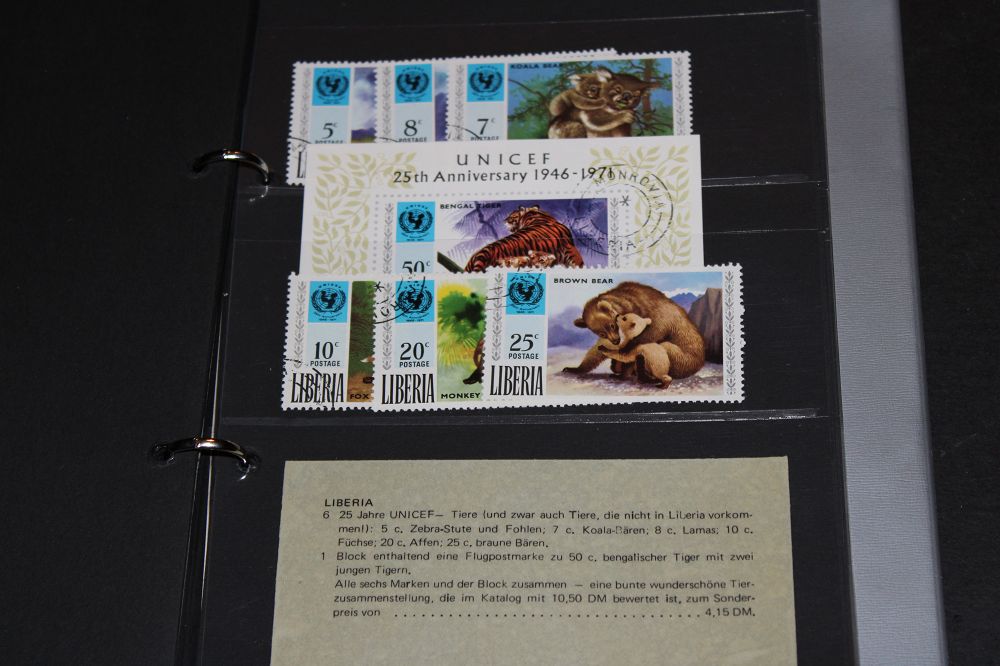 5c
POSTAGE
LIBERIA
8c
POSTAGE
7c
POSTAGE
KOALA BEAR
UNICEF
25th Anniversary 1946-1971
BENGAL TIGER
50c
MONROVIA
10c
POSTAGE
LIBERIA
FOX
20c
POSTAGE
LIBERIA
MONKEY
25c
POSTAGE
LIBERIA
BROWN BEAR
LIBERIA
6 25 Jahre UNICEF— Tiere (und zwar auch Tiere, die nicht in Liberia vorkom-
men!): 5 c. Zebra-Stute und Fohlen; 7 c. Koala-Bären; 8 c. Lamas; 10 c.
Füchse; 20 c. Affen; 25 c. braune Bären.
1 Block enthaltend eine Flugpostmarke zu 50 c. bengalischer Tiger mit zwei
jungen Tigern.
Alle sechs Marken und der Block zusammen — eine bunte wunderschöne Tier-
zusammenstellung, die im Katalog mit 10,50 DM bewertet ist, zum Sonder-
preis von . . . . . . . . . . . . . . . . . . . . . . . . . . . . 4,15 DM.